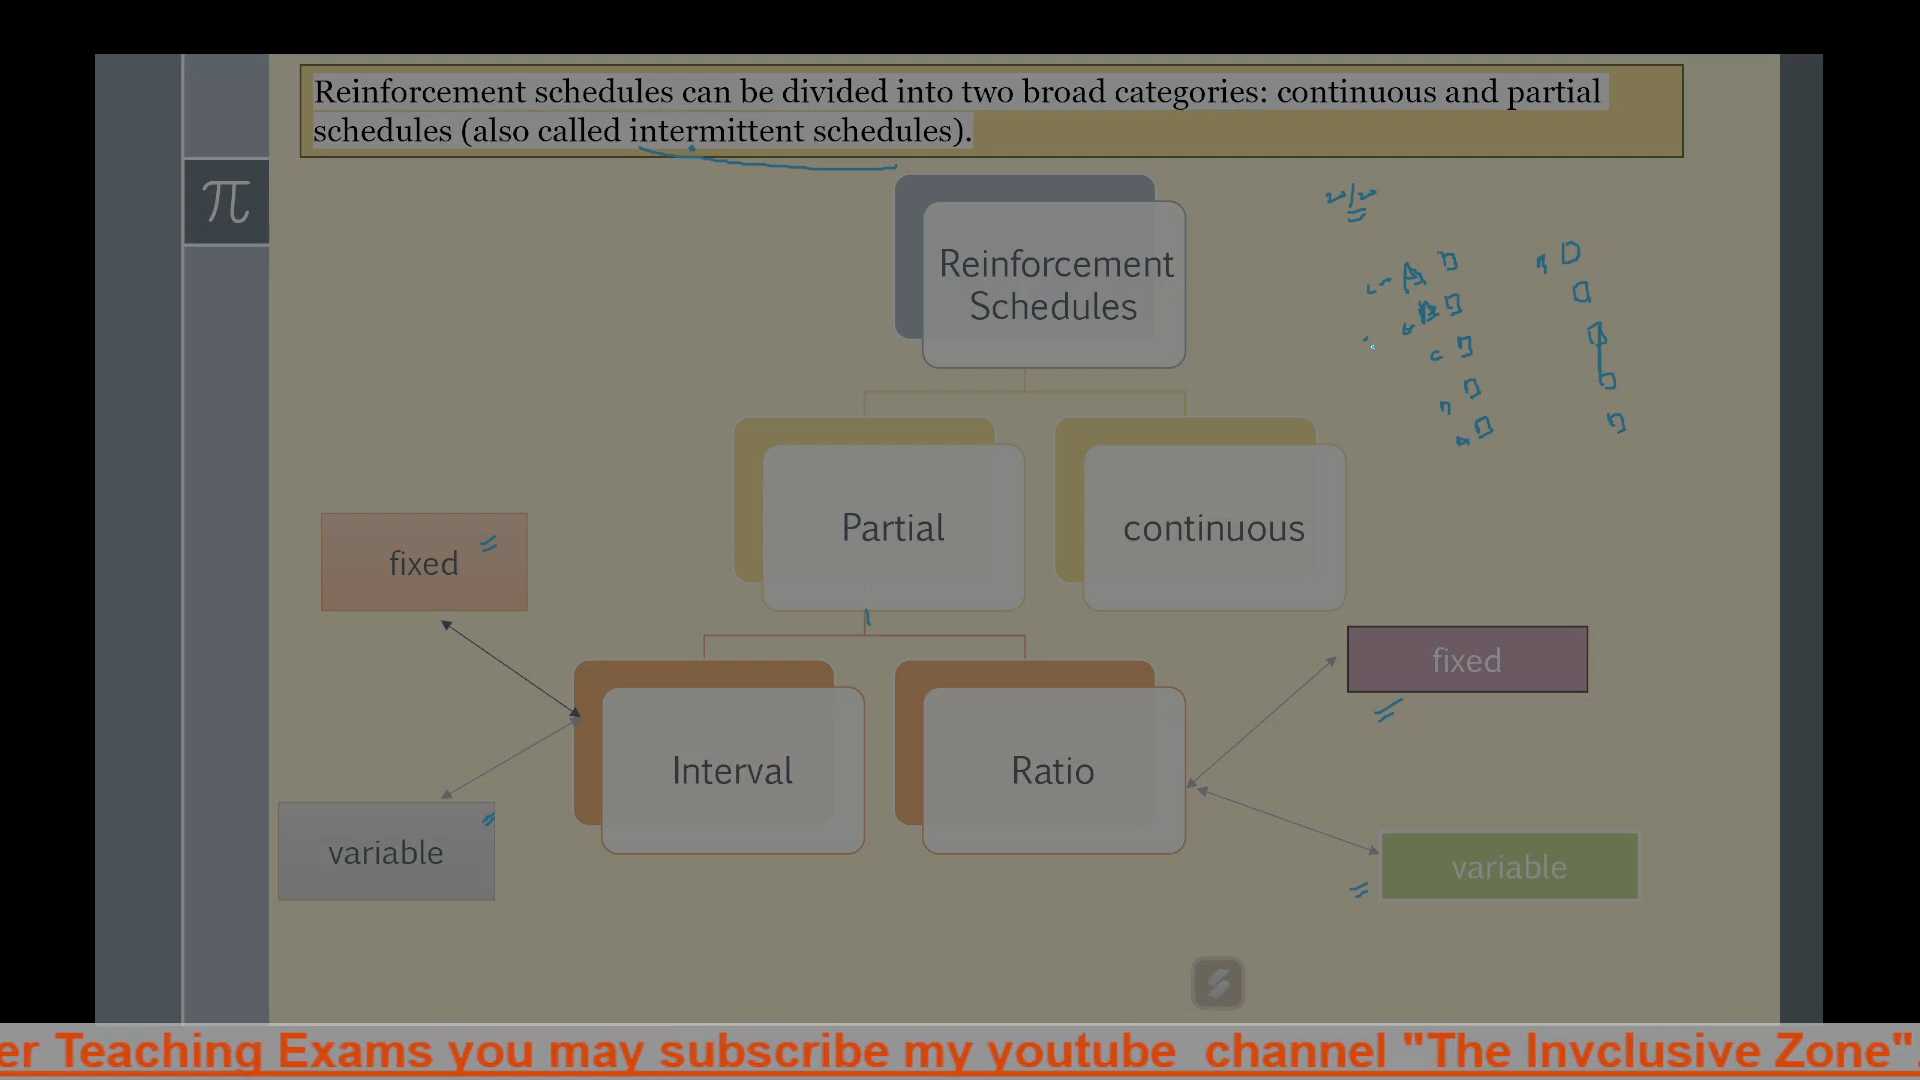 Reinforcement schedules can be divided into two broad categories: continuous and partial
schedules (also called intermittent schedules).
π
Reinforcement
Schedules
Partial
continuous
fixed
fixed
Interval
Ratio
variable
variable
er Teaching Exams you may subscribe my youtube channel "The Invclusive Zone".